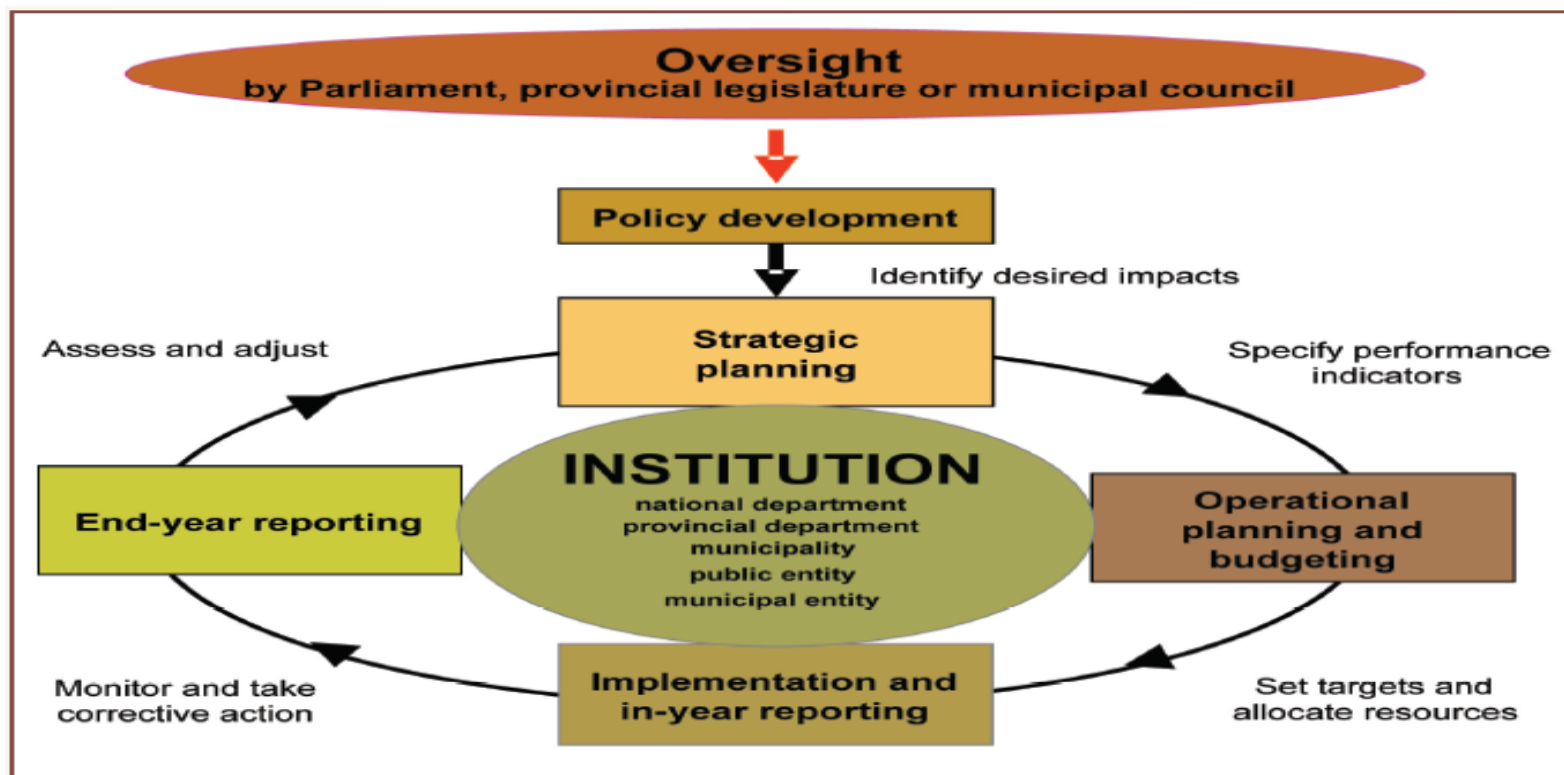 Oversight
by Parliament, provincial legislature or municipal council
Policy development
Identify desired impacts
Strategic
planning
Assess and adjust
Specify performance
indicators
INSTITUTION
national department
provincial department
municipality
public entity
municipal entity
End-year reporting
Operational
planning and
budgeting
Implementation and
in-year reporting
Monitor and take
corrective action
Set targets and
allocate resources